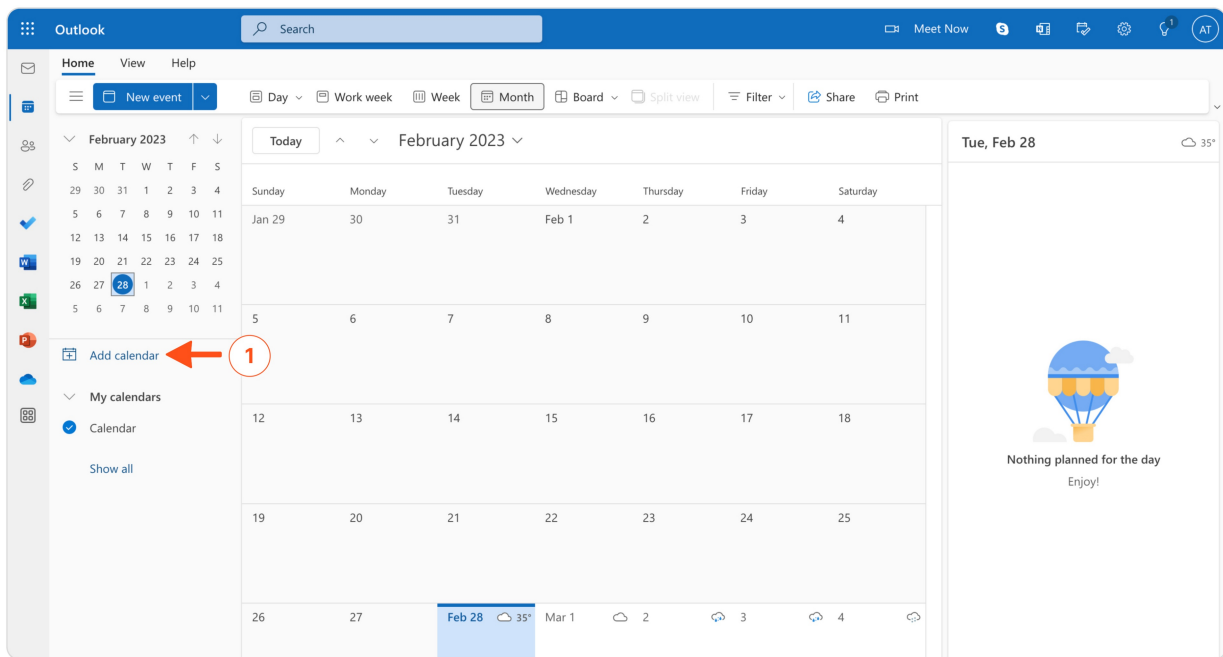 Outlook Search Meet Now 1 AT
Home View Help
New event Day Work week Week Month Board Split view Filter Share Print
February 2023
S M T W T F S
29 30 31 1 2 3 4
5 6 7 8 9 10 11
12 13 14 15 16 17 18
19 20 21 22 23 24 25
26 27 28 1 2 3 4
5 6 7 8 9 10 11
Add calendar 1
My calendars
Calendar
Show all
Today February 2023
Sunday Monday Tuesday Wednesday Thursday Friday Saturday
Jan 29 30 31 Feb 1 2 3 4
5 6 7 8 9 10 11
12 13 14 15 16 17 18
19 20 21 22 23 24 25
26 27 Feb 28 35° Mar 1 2 3 4
Tue, Feb 28 35°
Nothing planned for the day
Enjoy!